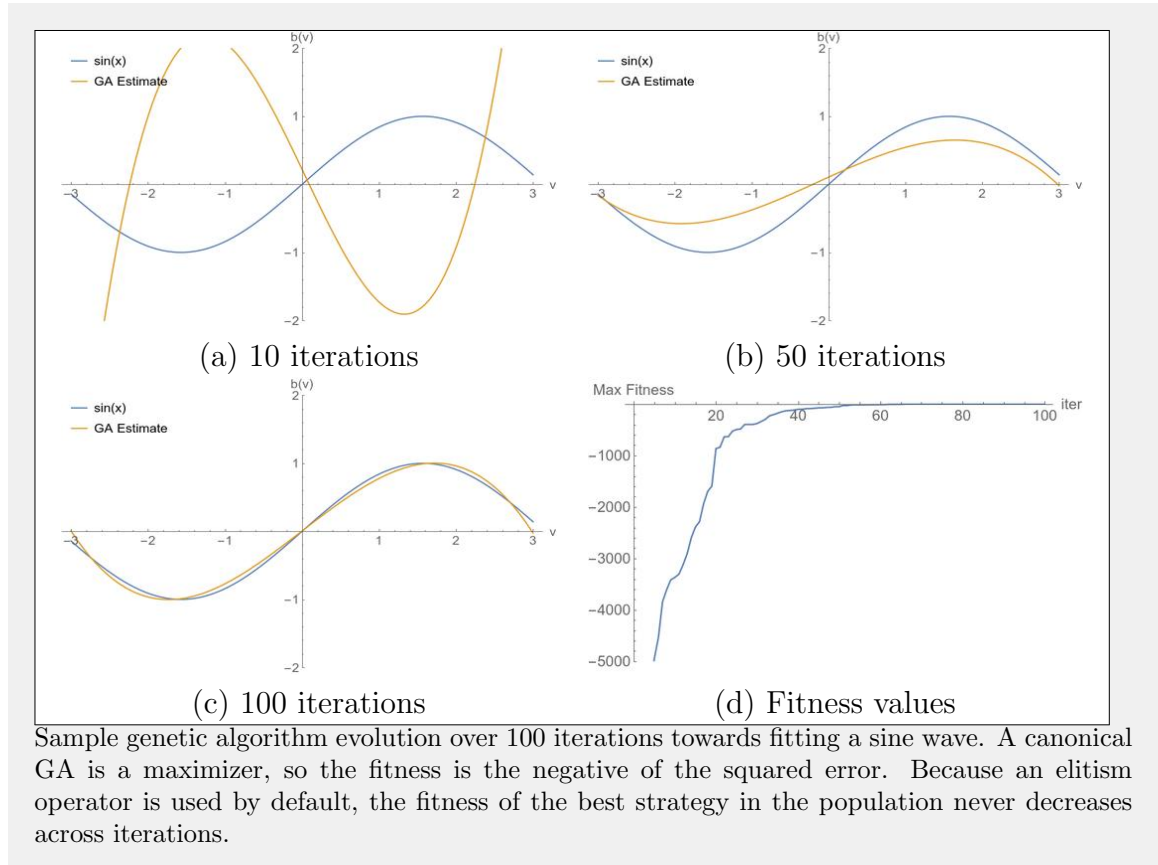 b(v)
2
sin(x)
GA Estimate
1
−3 −2 −1 1 2 3 v
−1
−2
(a) 10 iterations
b(v)
2
sin(x)
GA Estimate
1
−3 −2 −1 1 2 3 v
−1
−2
(b) 50 iterations
b(v)
2
sin(x)
GA Estimate
1
−3 −2 −1 1 2 3 v
−1
−2
(c) 100 iterations
Max Fitness
20 40 60 80 100 iter
−1000
−2000
−3000
−4000
−5000
(d) Fitness values
Sample genetic algorithm evolution over 100 iterations towards fitting a sine wave. A canonical
GA is a maximizer, so the fitness is the negative of the squared error. Because an elitism
operator is used by default, the fitness of the best strategy in the population never decreases
across iterations.